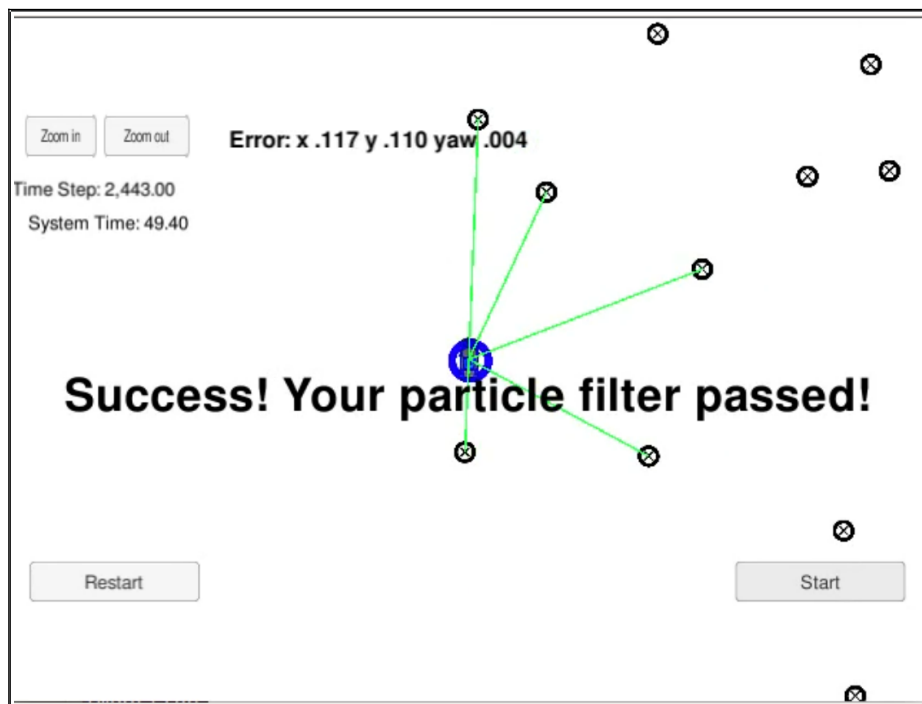 Zoom in
Zoom out
Error: x .117 y .110 yaw .004
Time Step: 2,443.00
System Time: 49.40
Success! Your particle filter passed!
Restart
Start